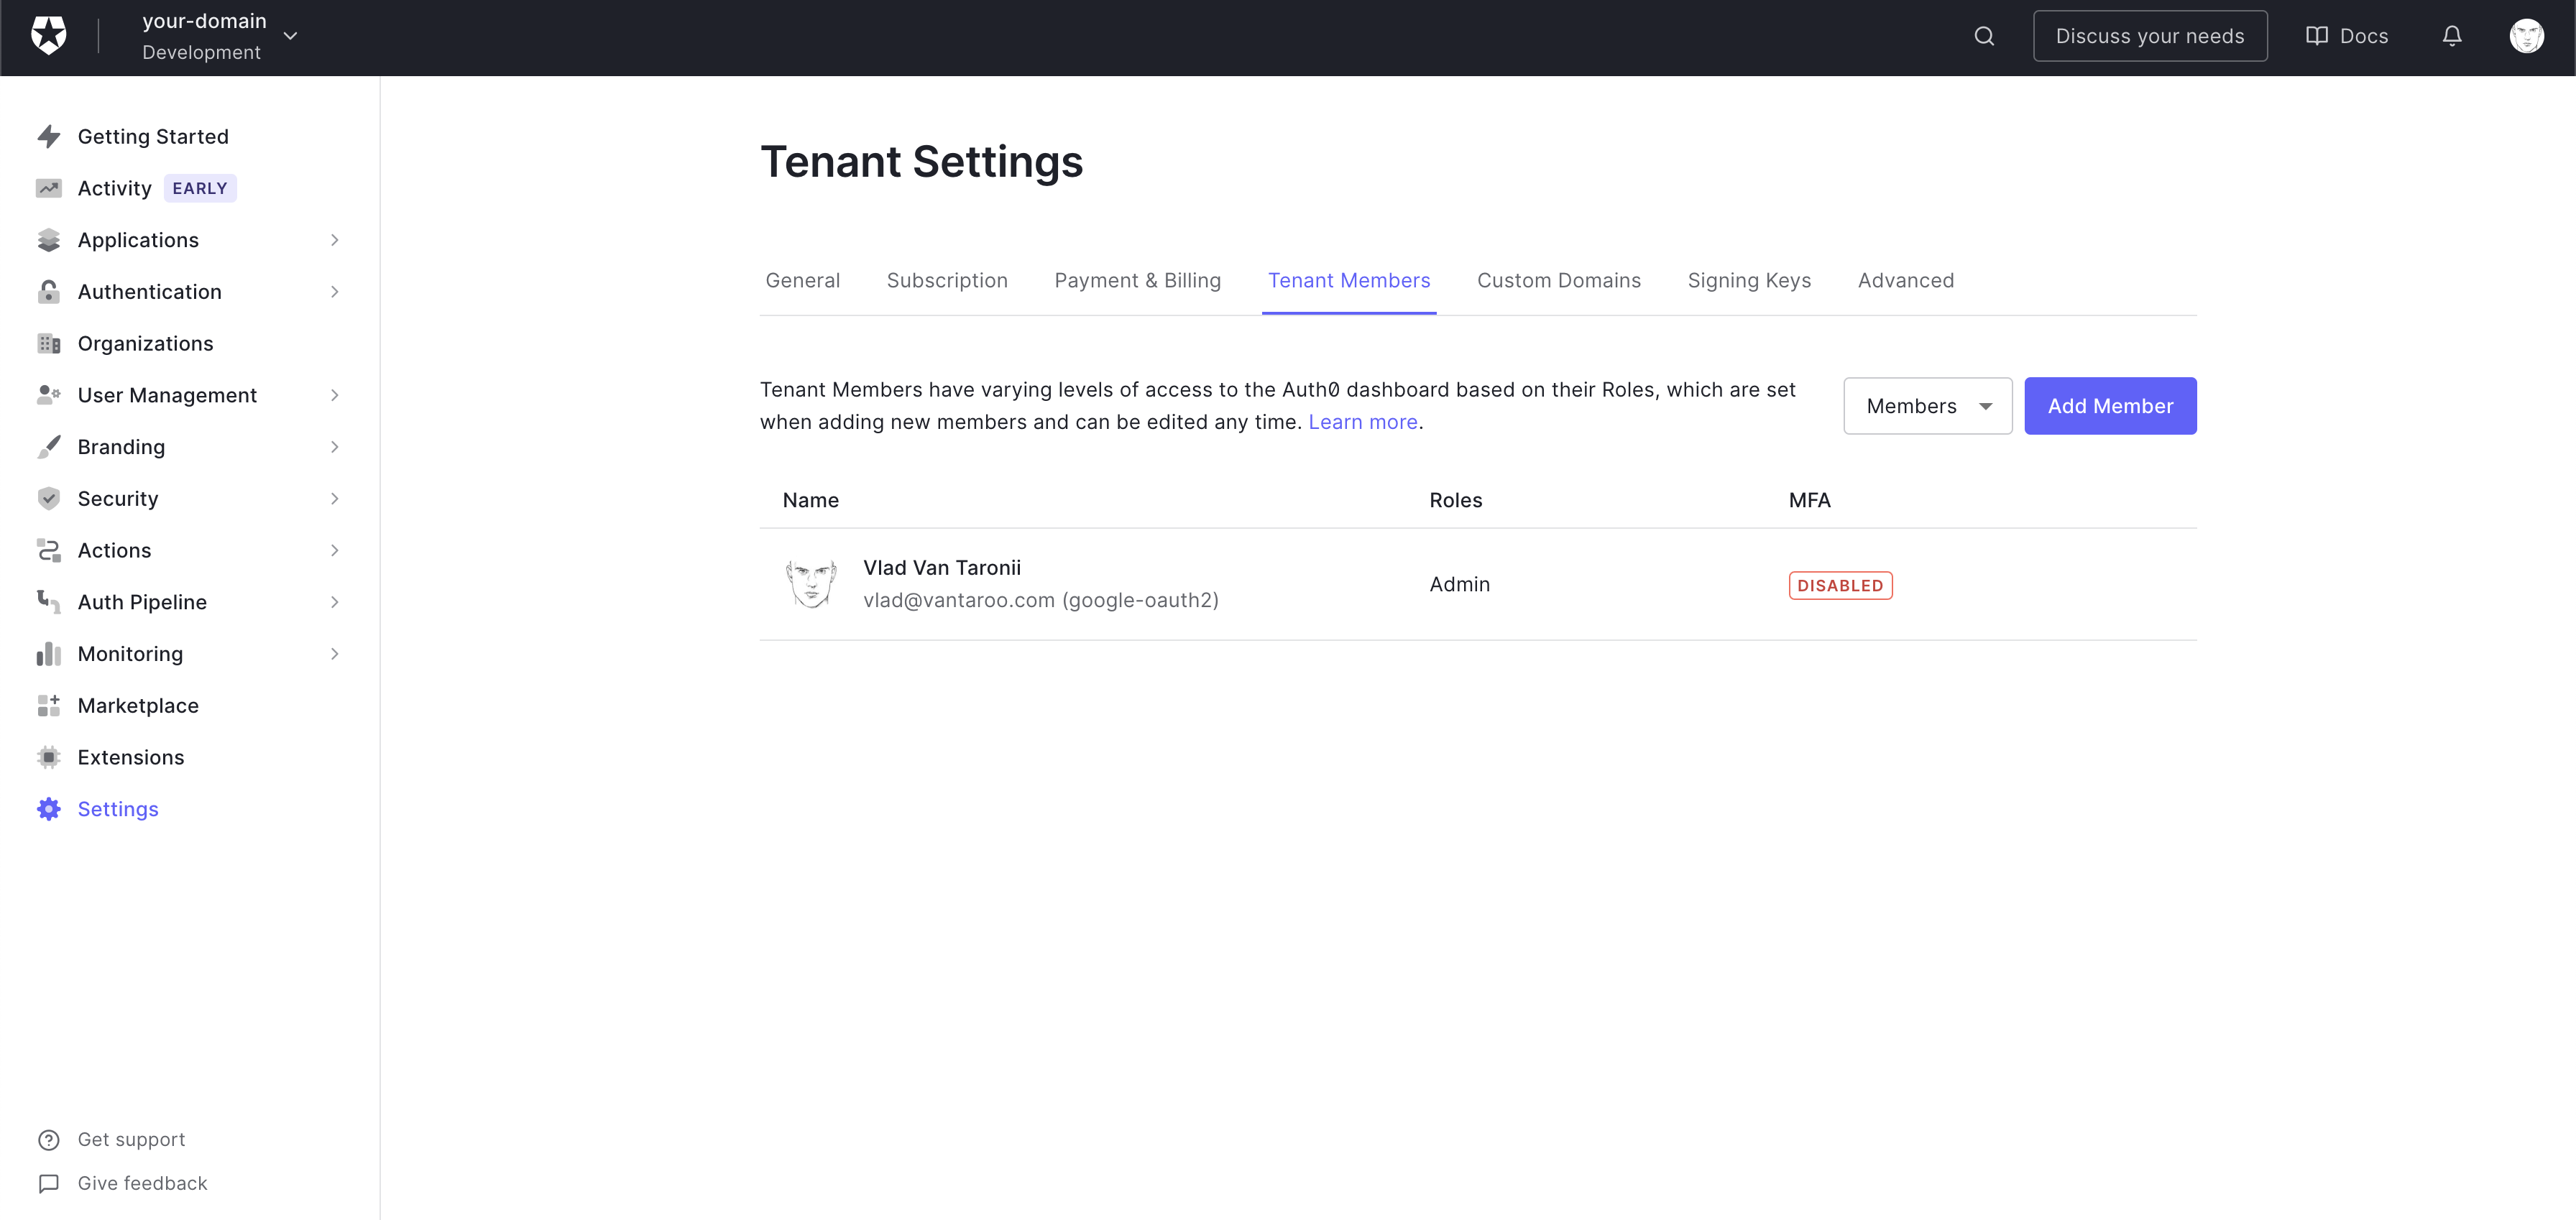 your-domain
Development
Discuss your needs
Docs
Getting Started
Activity EARLY
Applications
Authentication
Organizations
User Management
Branding
Security
Actions
Auth Pipeline
Monitoring
Marketplace
Extensions
Settings
Get support
Give feedback
Tenant Settings
General Subscription Payment & Billing Tenant Members Custom Domains Signing Keys Advanced
Tenant Members have varying levels of access to the Auth0 dashboard based on their Roles, which are set
when adding new members and can be edited any time. Learn more.
Members
Add Member
Name Roles MFA
Vlad Van Taronii
vlad@vantaroo.com (google-oauth2)
Admin
DISABLED